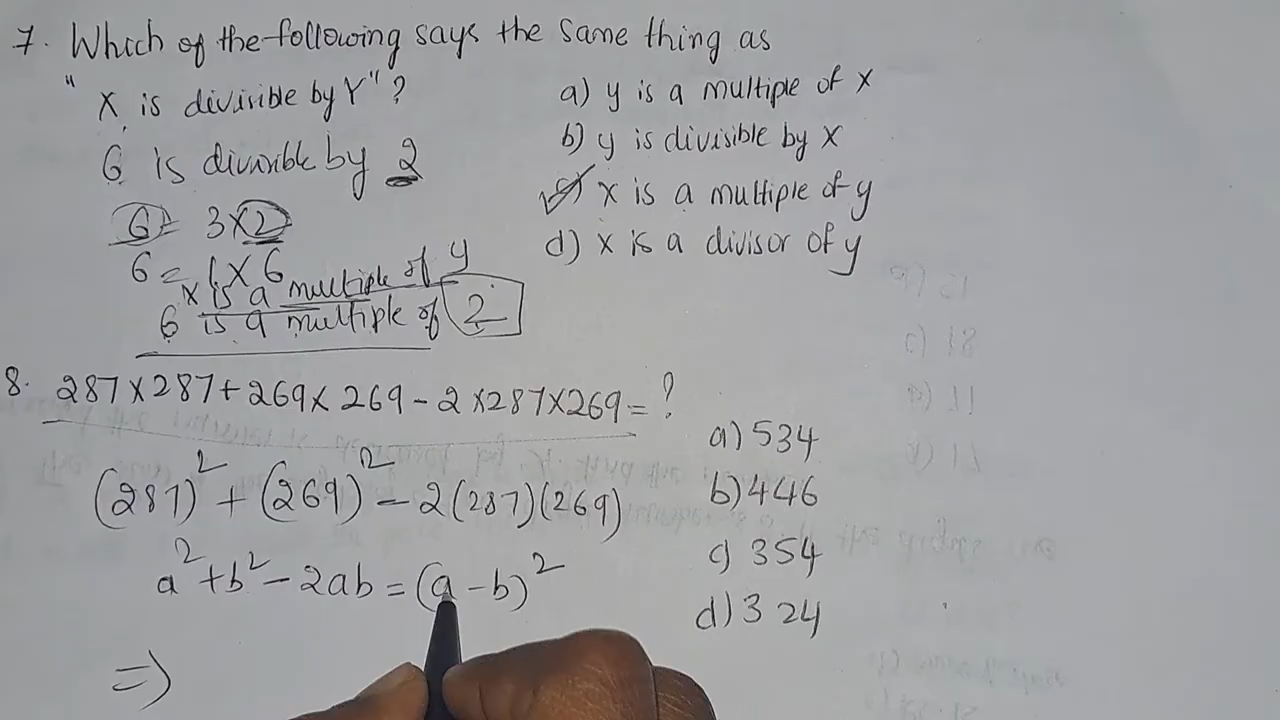 7. Which of the following says the same thing as
"X is divisible by Y"?
a) y is a multiple of x
b) y is divisible by x
6 is divisible by 2
c) x is a multiple of y
6 = 3×2
d) x is a divisor of y
6 = 1×6
x is a multiple of y
6 is a multiple of 2
8. 287×287+269×269-2×287×269=?
a) 534
(287)²+(269)²-2(287)(269)
b) 446
c) 354
a²+b²-2ab=(a-b)²
d) 324
=>